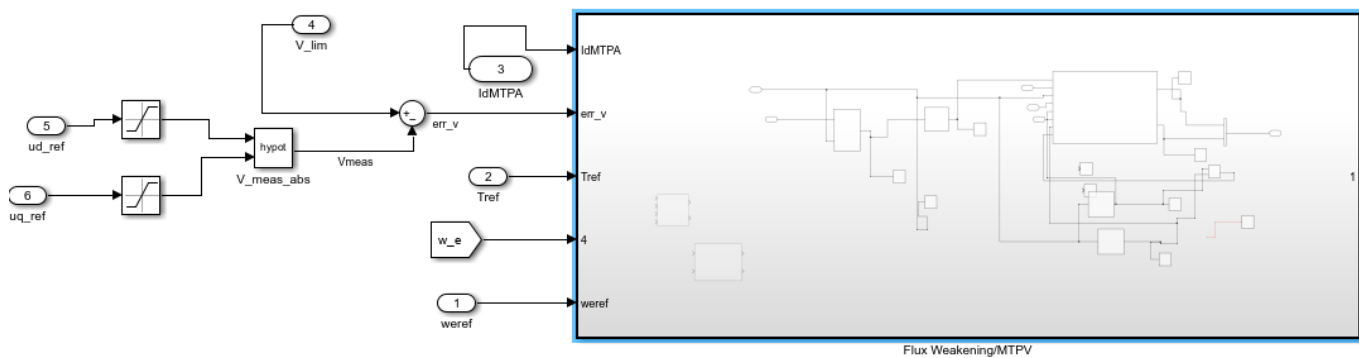 4
V_lim
3
IdMTPA
IdMTPA
5
ud_ref
hypot
V_meas_abs
Vmeas
+
-
err_v
err_v
6
uq_ref
2
Tref
Tref
w_e
4
1
weref
weref
1
Flux Weakening/MTPV